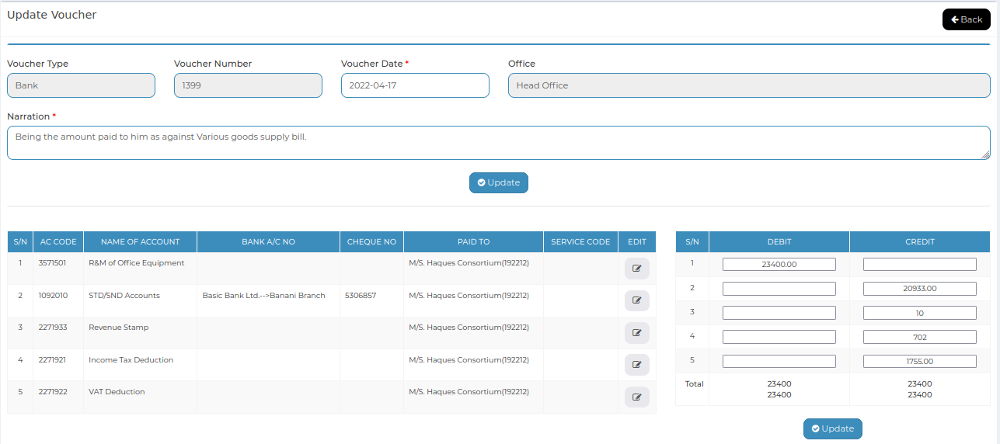 Update Voucher
Back
Voucher Type
Voucher Number
Voucher Date *
Office
Bank
1399
2022-04-17
Head Office
Narration *
Being the amount paid to him as against Various goods supply bill.
Update
S/N AC CODE NAME OF ACCOUNT BANK A/C NO CHEQUE NO PAID TO SERVICE CODE EDIT
1 3571501 R&M of Office Equipment M/S. Haques Consortium(192212)
2 1092010 STD/SND Accounts Basic Bank Ltd.-->Banani Branch 5306857 M/S. Haques Consortium(192212)
3 2271933 Revenue Stamp M/S. Haques Consortium(192212)
4 2271921 Income Tax Deduction M/S. Haques Consortium(192212)
5 2271922 VAT Deduction M/S. Haques Consortium(192212)
S/N DEBIT CREDIT
1 23400.00
2 20933.00
3 10
4 702
5 1755.00
Total 23400 23400
23400 23400
Update